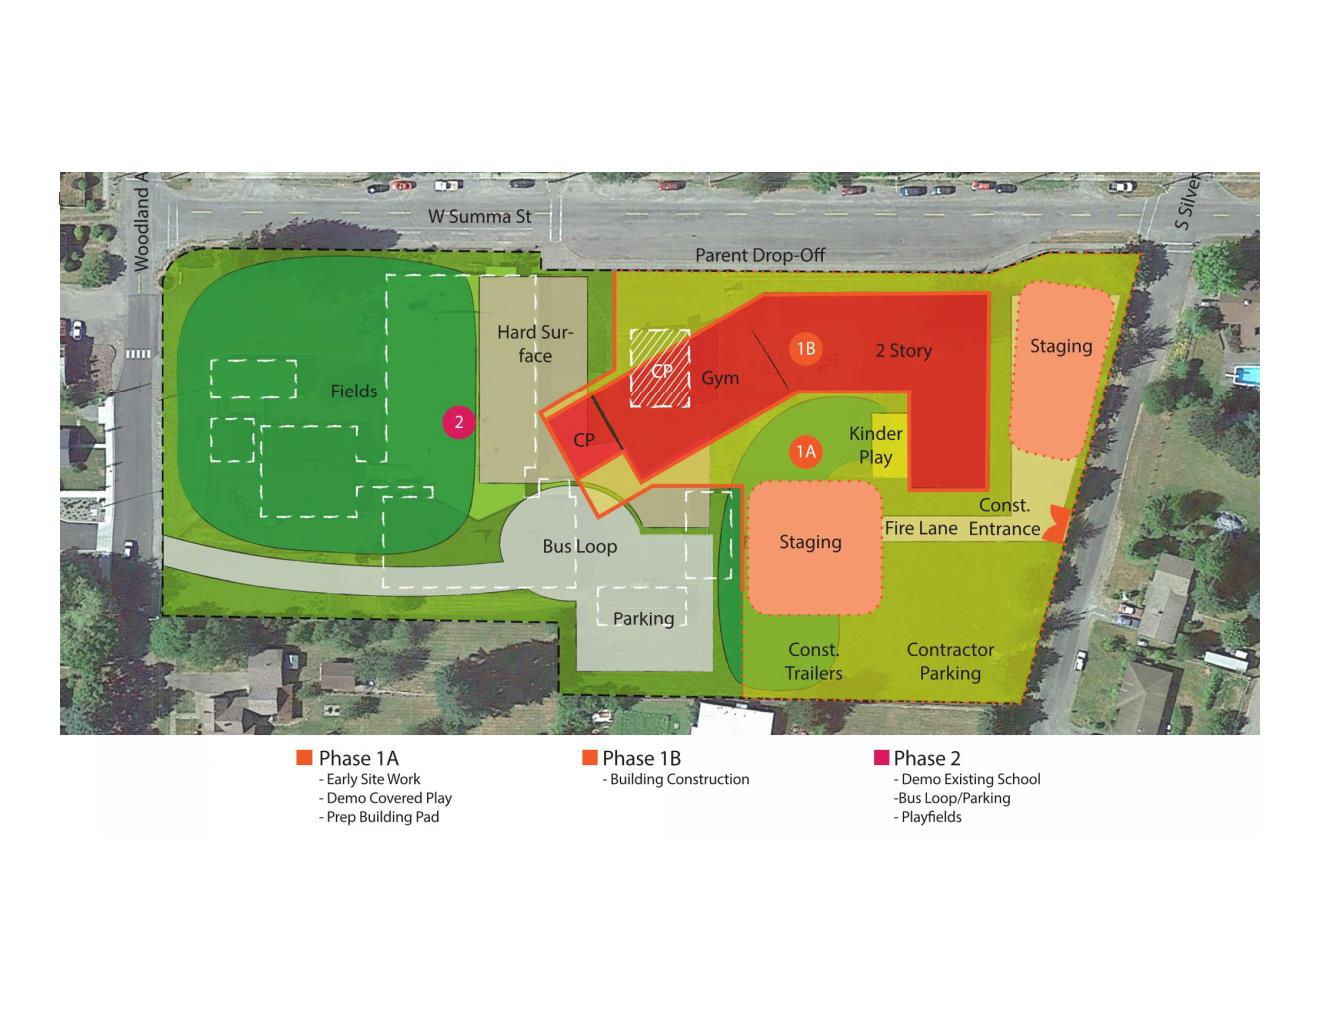 Woodland A
W Summa St
S Silver
Parent Drop-Off
Hard Sur-
face
Fields
2
CP
CP
Gym
1B
2 Story
Staging
Kinder
Play
1A
Const.
Entrance
Fire Lane
Bus Loop
Staging
Parking
Const.
Trailers
Contractor
Parking
Phase 1A
- Early Site Work
- Demo Covered Play
- Prep Building Pad
Phase 1B
- Building Construction
Phase 2
- Demo Existing School
-Bus Loop/Parking
- Playfields